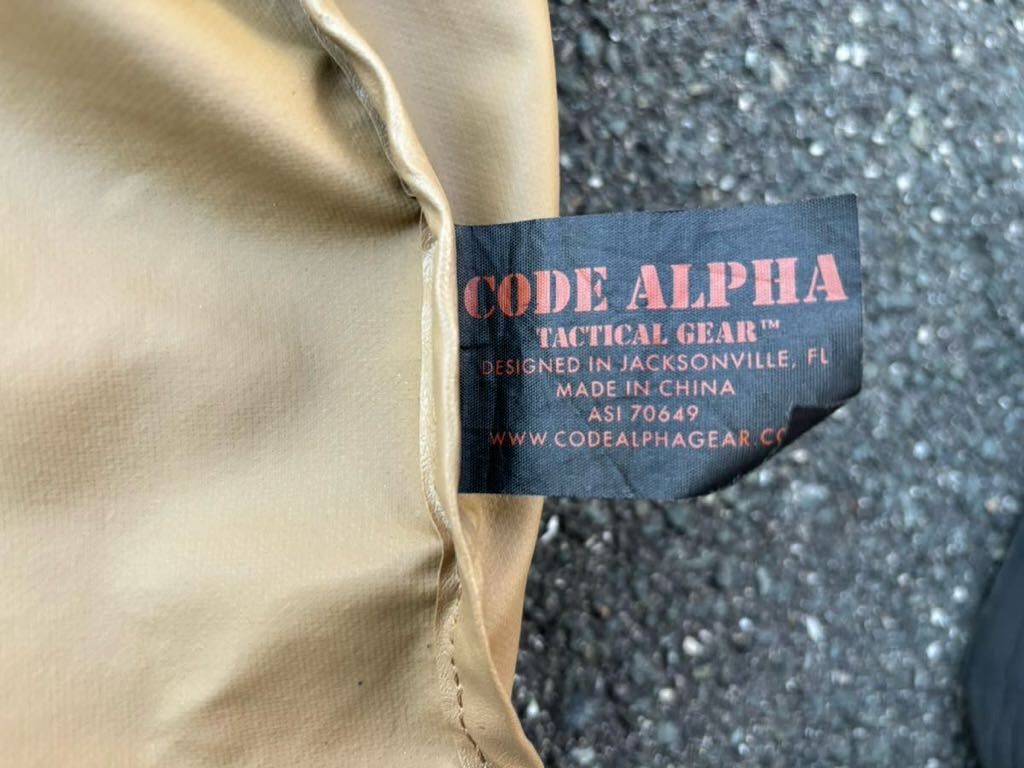 CODE ALPHA
TACTICAL GEAR™
DESIGNED IN JACKSONVILLE, FL
MADE IN CHINA
ASI 70649
WWW.CODEALPHAGEAR.CO